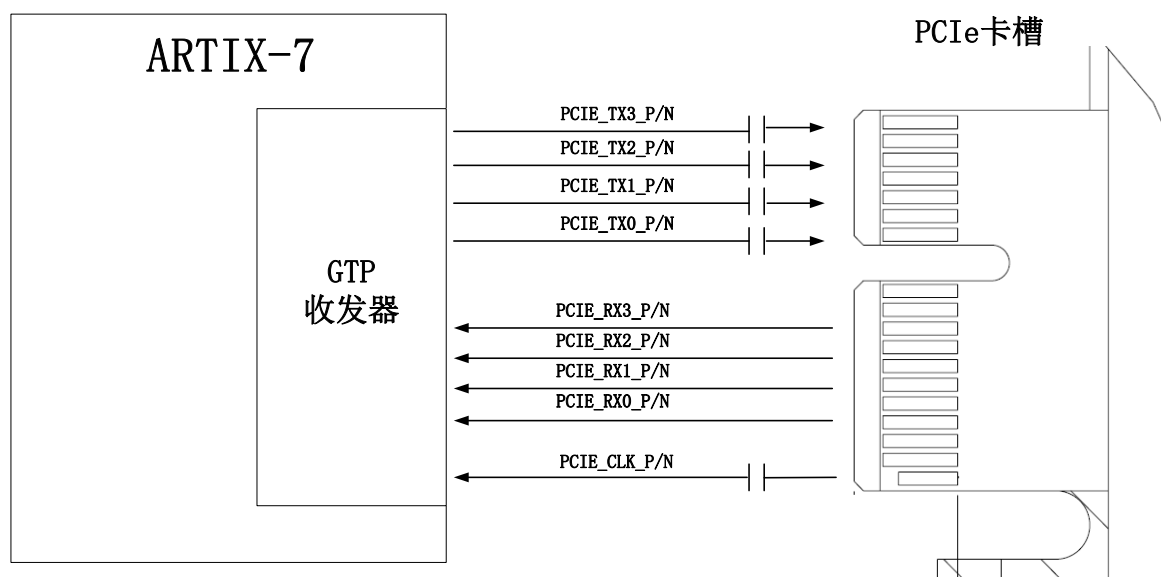 ARTIX-7
PCIe卡槽
PCIE_TX3_P/N
PCIE_TX2_P/N
PCIE_TX1_P/N
PCIE_TX0_P/N
GTP
收发器
PCIE_RX3_P/N
PCIE_RX2_P/N
PCIE_RX1_P/N
PCIE_RX0_P/N
PCIE_CLK_P/N